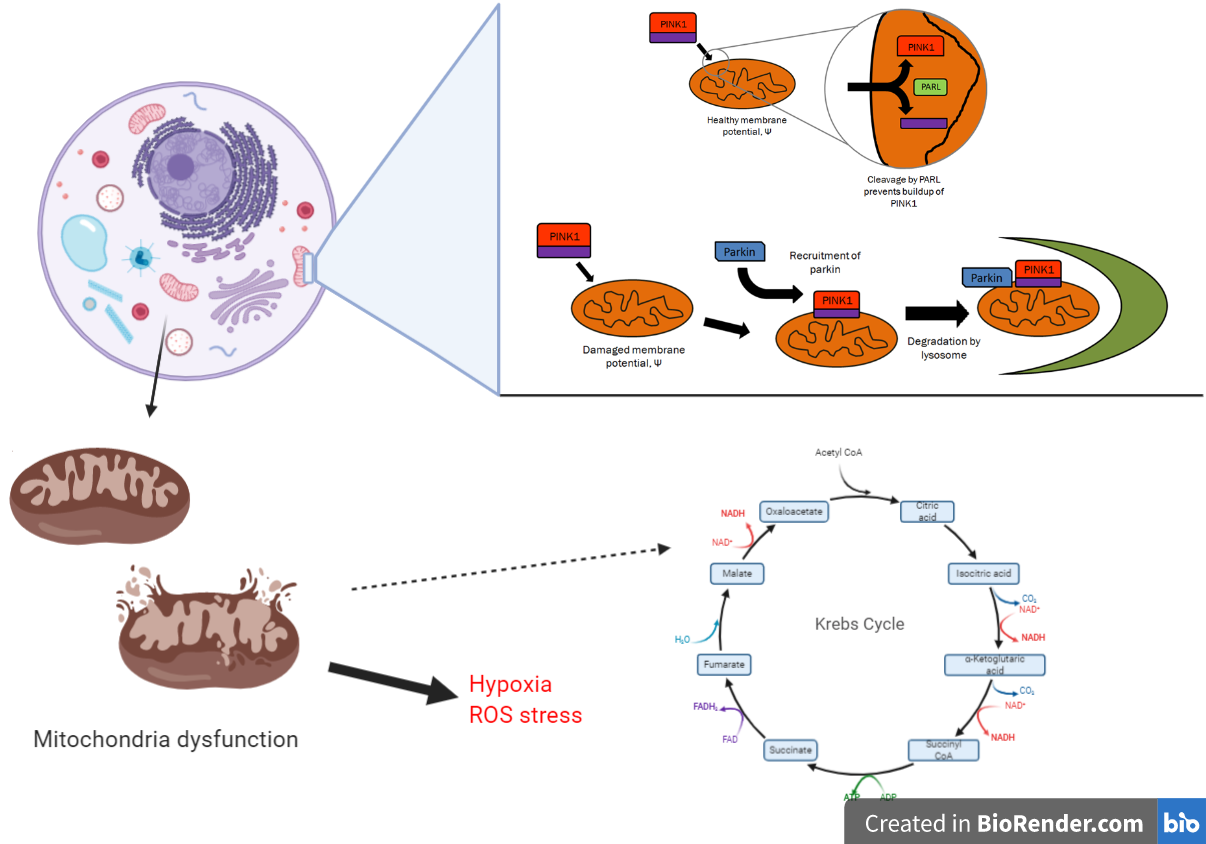 PINK1
Healthy membrane
potential, Ψ
PINK1
PARL
Cleavage by PARL
prevents buildup of
PINK1
PINK1
Damaged membrane
potential, Ψ
Parkin
Recruitment of
parkin
PINK1
Degradation by
lysosome
Parkin
PINK1
Mitochondria dysfunction
Hypoxia
ROS stress
Acetyl CoA
Oxaloacetate
Citric
acid
Isocitric acid
CO₂
NAD⁺
NADH
α-Ketoglutaric
acid
CO₂
NAD⁺
NADH
Succinyl
CoA
ATP
ADP
Succinate
FAD
FADH₂
Fumarate
H₂O
Malate
NAD⁺
NADH
Krebs Cycle
Created in BioRender.com
bio